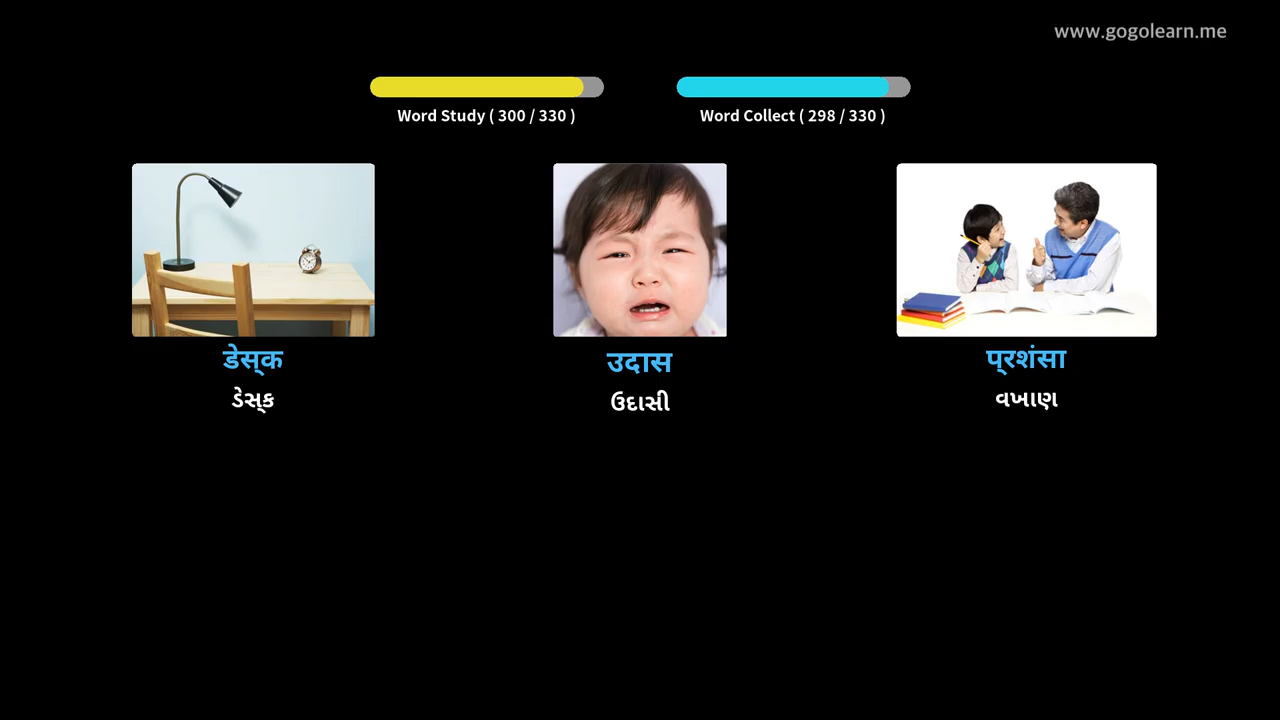 www.gogolearn.me
Word Study ( 300 / 330 )
Word Collect ( 298 / 330 )
डेस्क
उदास
प्रशंसा
ડેસ્ક
ઉદાસી
વખાણ